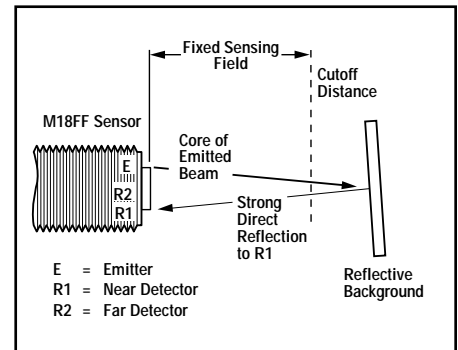 Fixed Sensing
Field
Cutoff
Distance
M18FF Sensor
Core of
Emitted
Beam
E
R2
R1
Strong
Direct
Reflection
to R1
E = Emitter
R1 = Near Detector
R2 = Far Detector
Reflective
Background